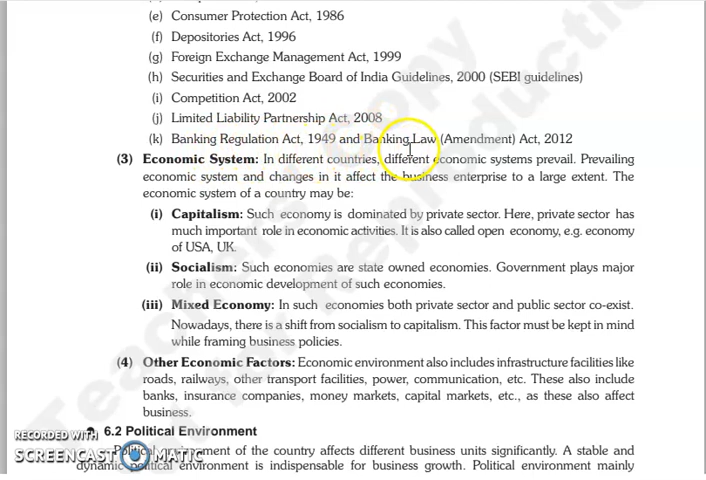 (e) Consumer Protection Act, 1986
(f) Depositories Act, 1996
(g) Foreign Exchange Management Act, 1999
(h) Securities and Exchange Board of India Guidelines, 2000 (SEBI guidelines)
(i) Competition Act, 2002
(j) Limited Liability Partnership Act, 2008
(k) Banking Regulation Act, 1949 and Banking Law (Amendment) Act, 2012
(3) Economic System: In different countries, different economic systems prevail. Prevailing
economic system and changes in it affect the business enterprise to a large extent. The
economic system of a country may be:
(i) Capitalism: Such economy is dominated by private sector. Here, private sector has
much important role in economic activities. It is also called open economy, e.g. economy
of USA, UK.
(ii) Socialism: Such economies are state owned economies. Government plays major
role in economic development of such economies.
(iii) Mixed Economy: In such economies both private sector and public sector co-exist.
Nowadays, there is a shift from socialism to capitalism. This factor must be kept in mind
while framing business policies.
(4) Other Economic Factors: Economic environment also includes infrastructure facilities like
roads, railways, other transport facilities, power, communication, etc. These also include
banks, insurance companies, money markets, capital markets, etc., as these also affect
business.
6.2 Political Environment
Political environment of the country affects different business units significantly. A stable and
dynamic political environment is indispensable for business growth. Political environment mainly
RECORDED WITH
SCREENCAST MATIC